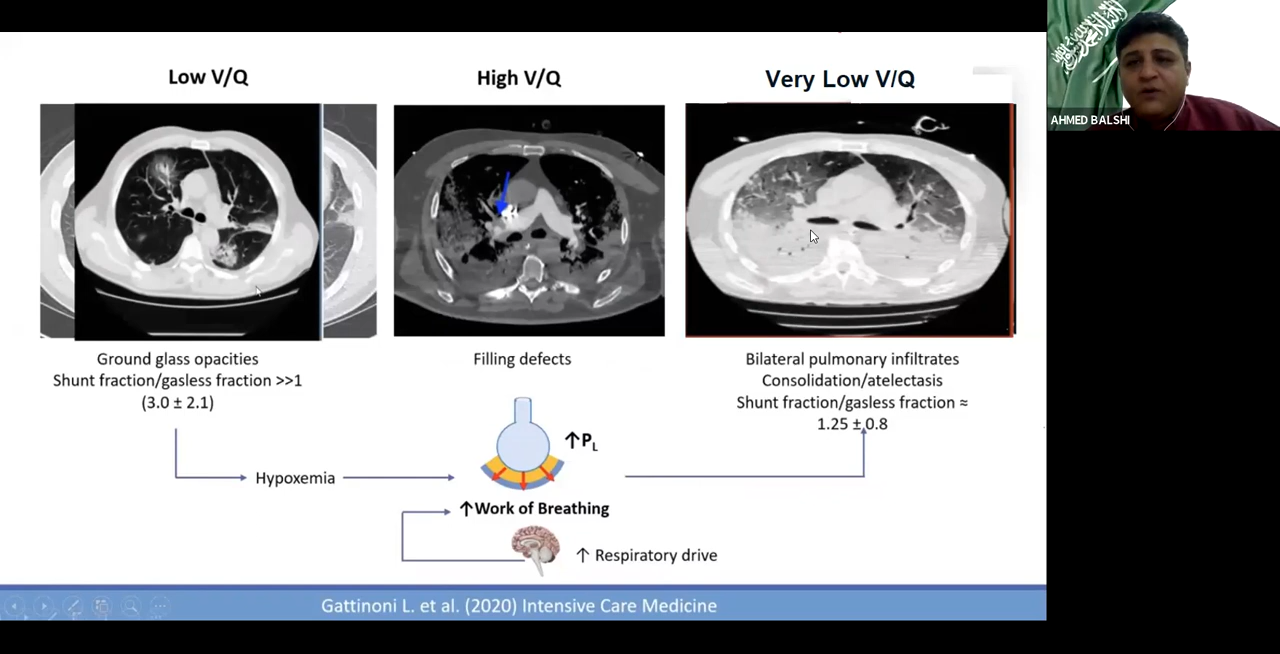 Low V/Q
High V/Q
Very Low V/Q
AHMED BALSHI
Ground glass opacities
Shunt fraction/gasless fraction >>1
(3.0 ± 2.1)
Filling defects
Bilateral pulmonary infiltrates
Consolidation/atelectasis
Shunt fraction/gasless fraction ≈
1.25 ± 0.8
↑PL
Hypoxemia
↑Work of Breathing
↑ Respiratory drive
Gattinoni L. et al. (2020) Intensive Care Medicine